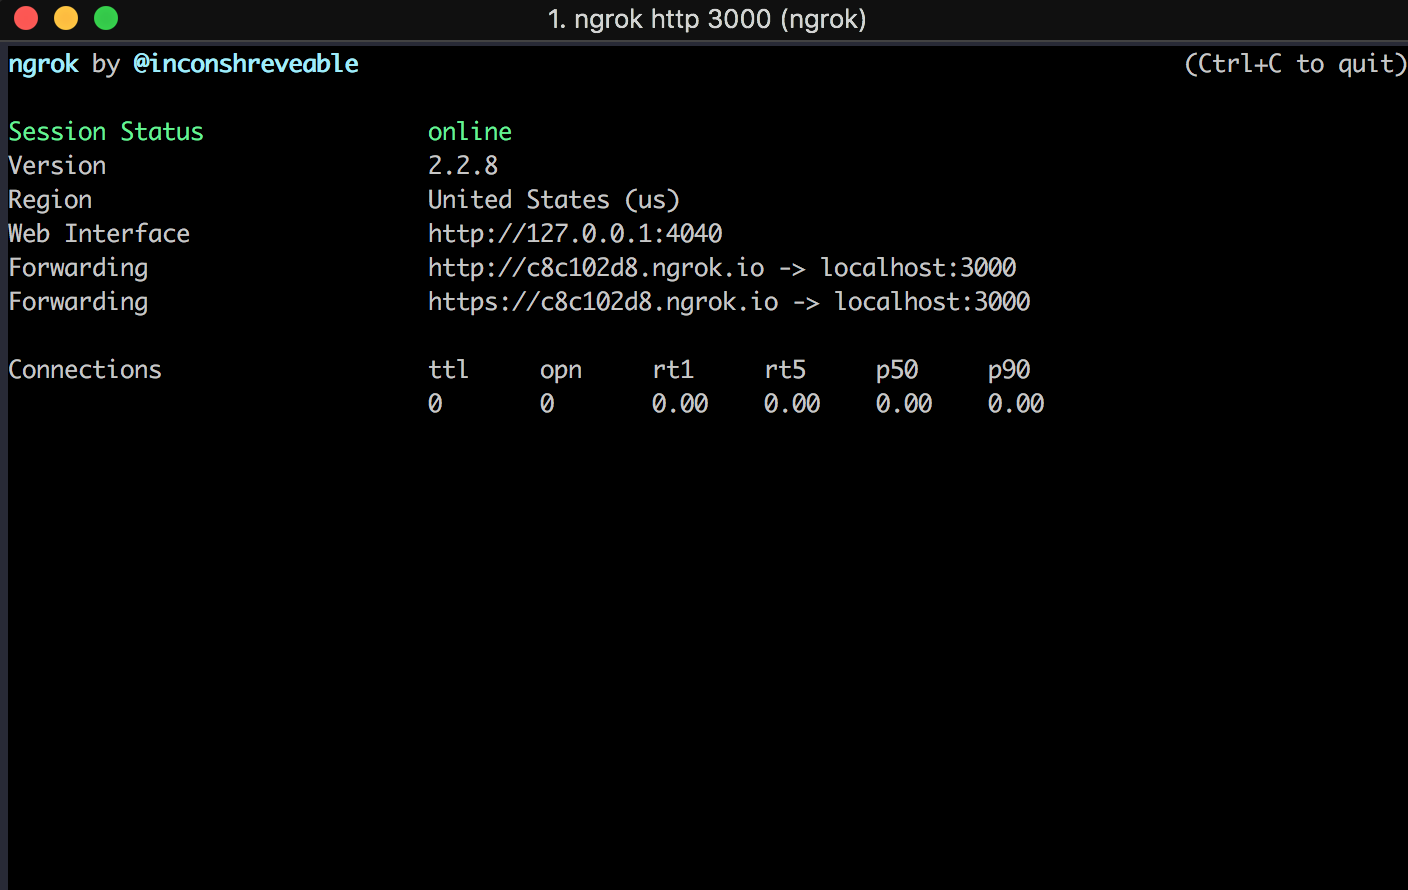 1. ngrok http 3000 (ngrok)
ngrok by @inconshreveable (Ctrl+C to quit)
Session Status online
Version 2.2.8
Region United States (us)
Web Interface http://127.0.0.1:4040
Forwarding http://c8c102d8.ngrok.io -> localhost:3000
Forwarding https://c8c102d8.ngrok.io -> localhost:3000
Connections ttl opn rt1 rt5 p50 p90
0 0 0.00 0.00 0.00 0.00